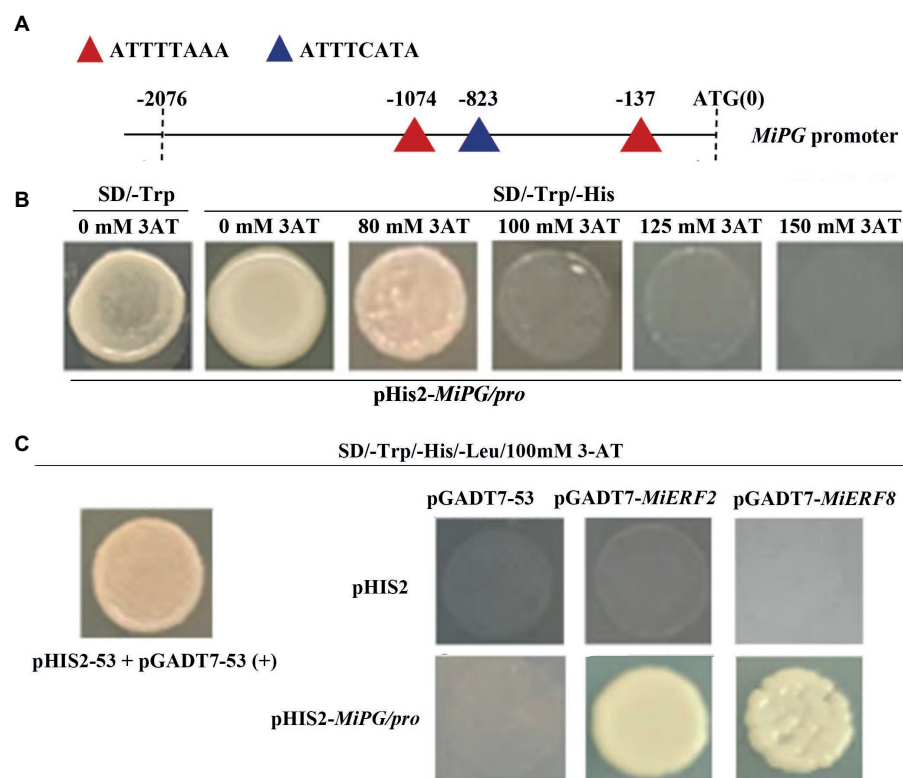 A
ATTTTAAA ATTTCATA
-2076 -1074 -823 -137 ATG(0)
MiPG promoter
B
SD/-Trp SD/-Trp/-His
0 mM 3AT 0 mM 3AT 80 mM 3AT 100 mM 3AT 125 mM 3AT 150 mM 3AT
pHis2-MiPG/pro
C
SD/-Trp/-His/-Leu/100mM 3-AT
pGADT7-53 pGADT7-MiERF2 pGADT7-MiERF8
pHIS2
pHIS2-53 + pGADT7-53 (+)
pHIS2-MiPG/pro